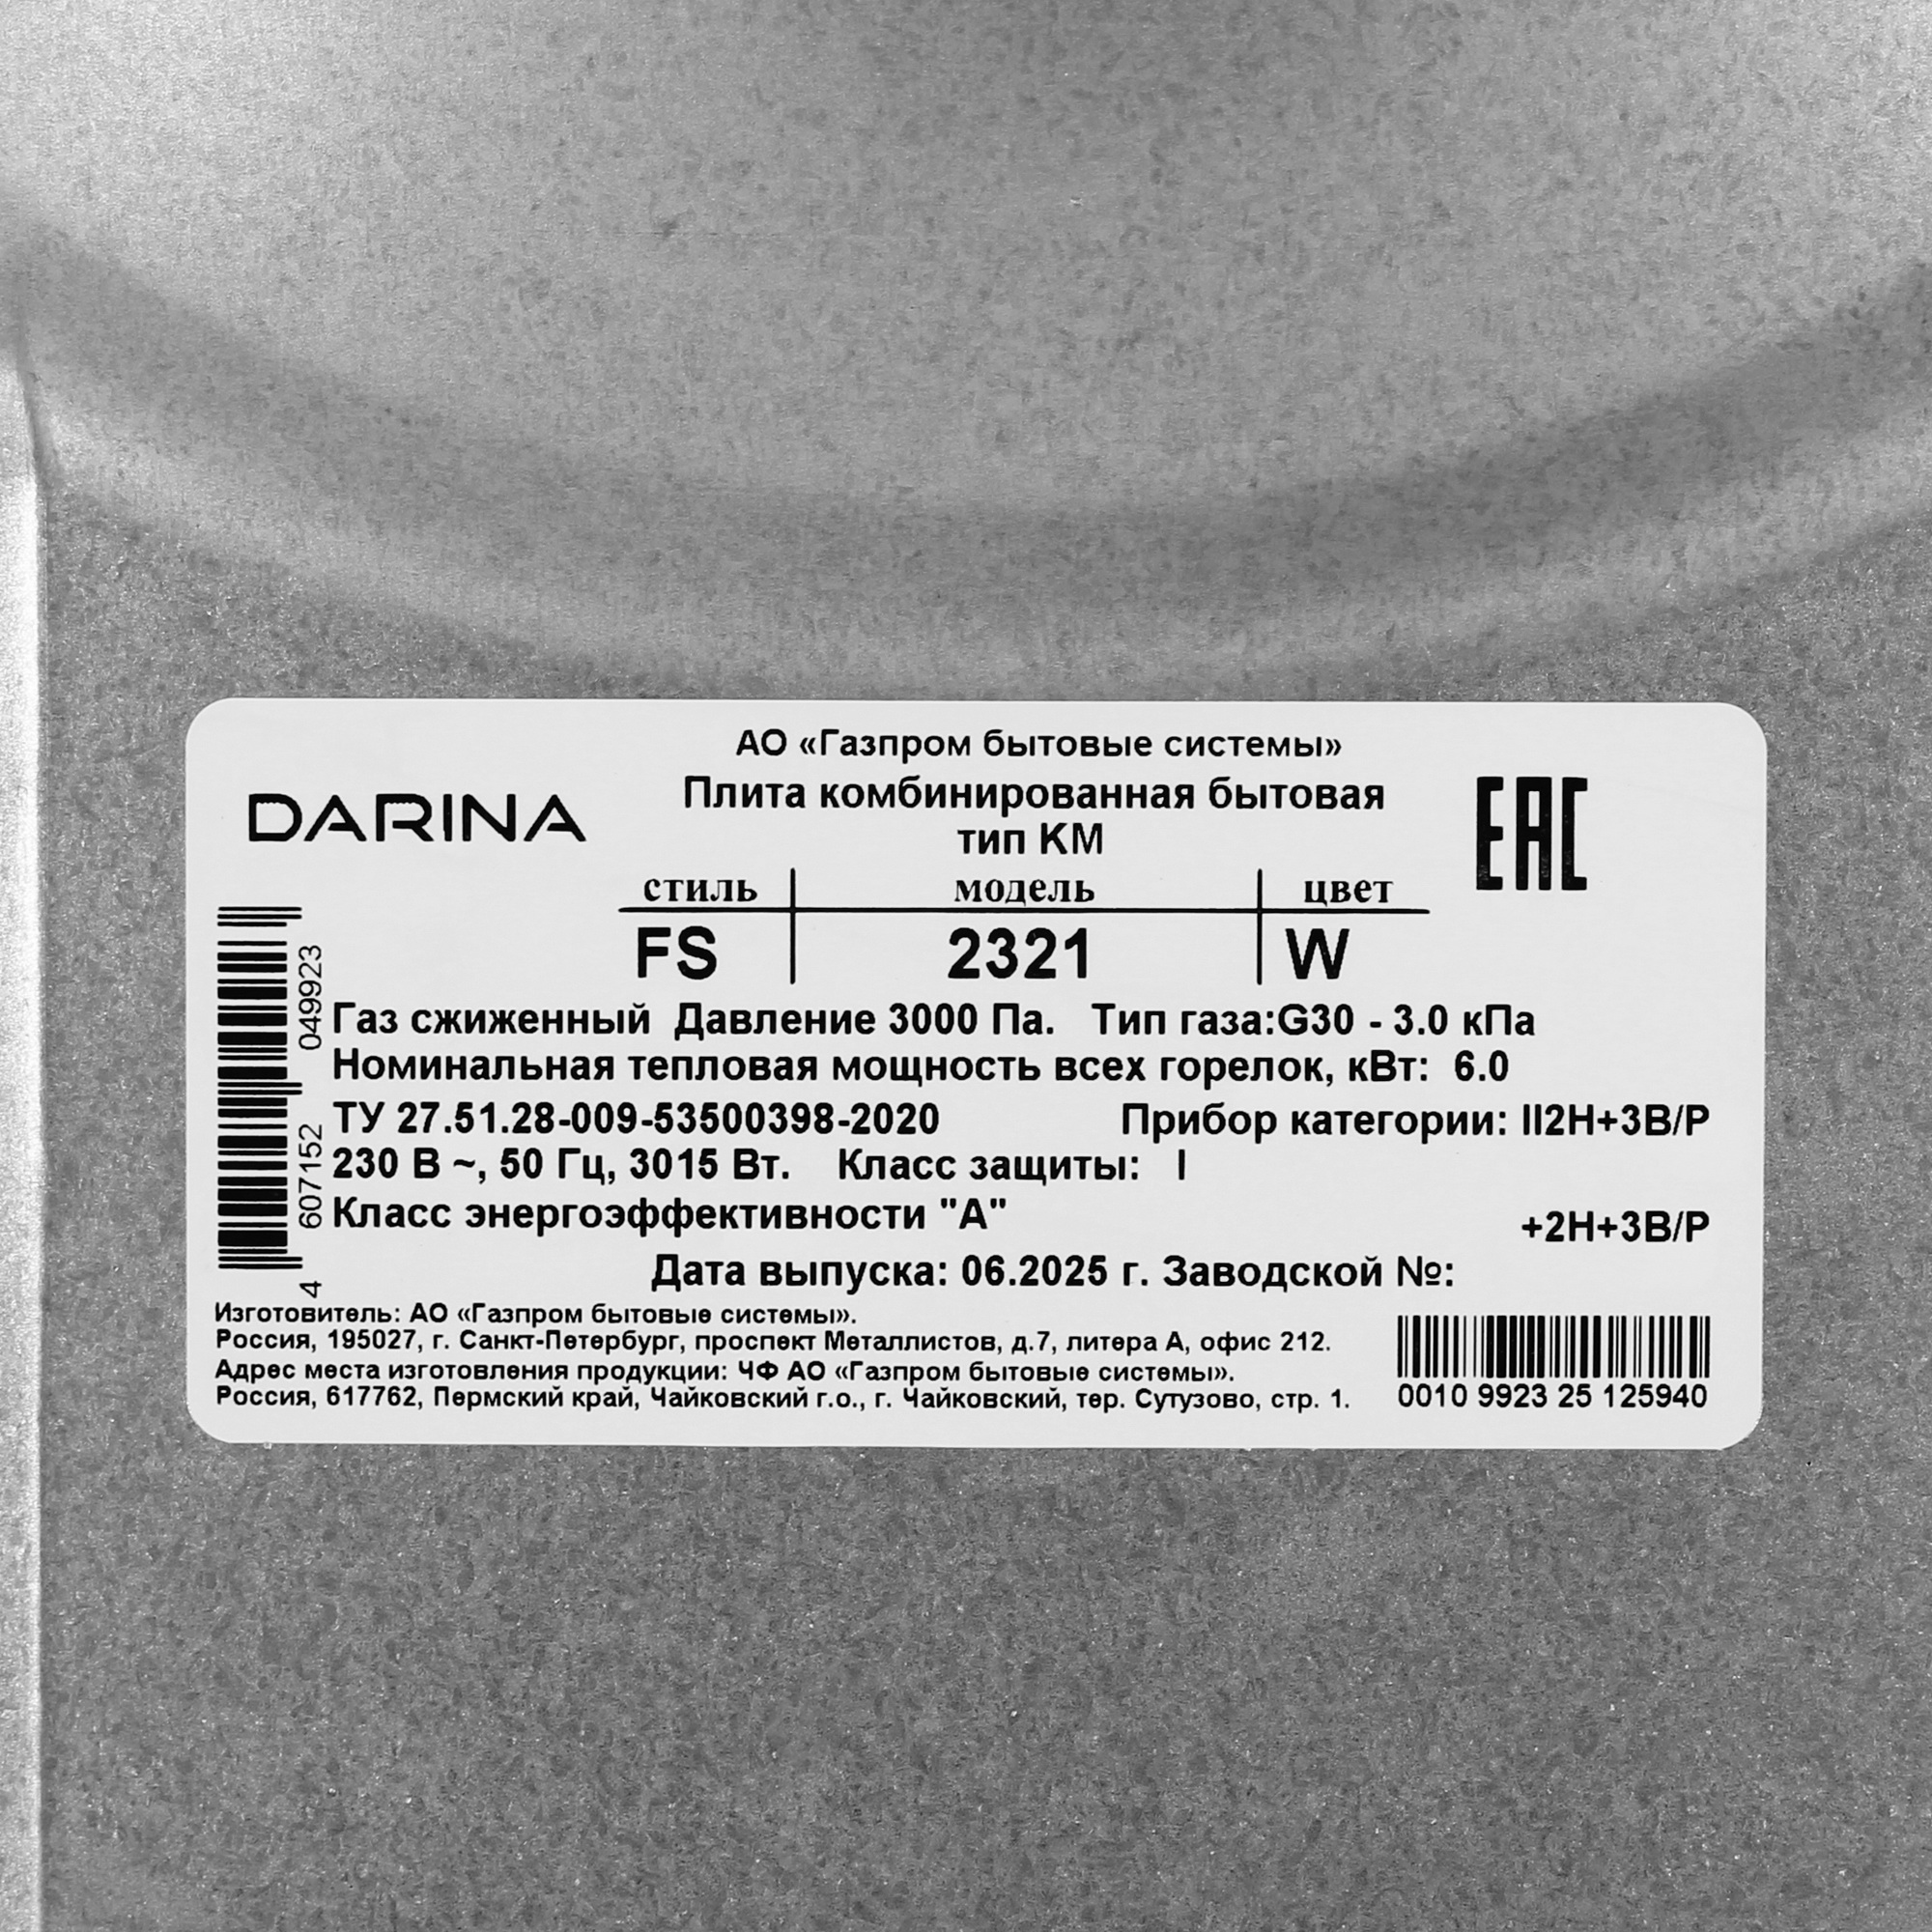 АО «Газпром бытовые системы»
DARINA
Плита комбинированная бытовая
тип КМ
EAC
стиль модель цвет
FS 2321 W
Газ сжиженный Давление 3000 Па. Тип газа:G30 - 3.0 кПа
Номинальная тепловая мощность всех горелок, кВт: 6.0
ТУ 27.51.28-009-53500398-2020 Прибор категории: II2H+3B/P
230 В ~, 50 Гц, 3015 Вт. Класс защиты: I
Класс энергоэффективности "А"
+2H+3B/P
Дата выпуска: 06.2025 г. Заводской №:
4 607152 049923
Изготовитель: АО «Газпром бытовые системы».
Россия, 195027, г. Санкт-Петербург, проспект Металлистов, д.7, литера А, офис 212.
Адрес места изготовления продукции: ЧФ АО «Газпром бытовые системы».
Россия, 617762, Пермский край, Чайковский г.о., г. Чайковский, тер. Сутузово, стр. 1.
0010 9923 25 125940